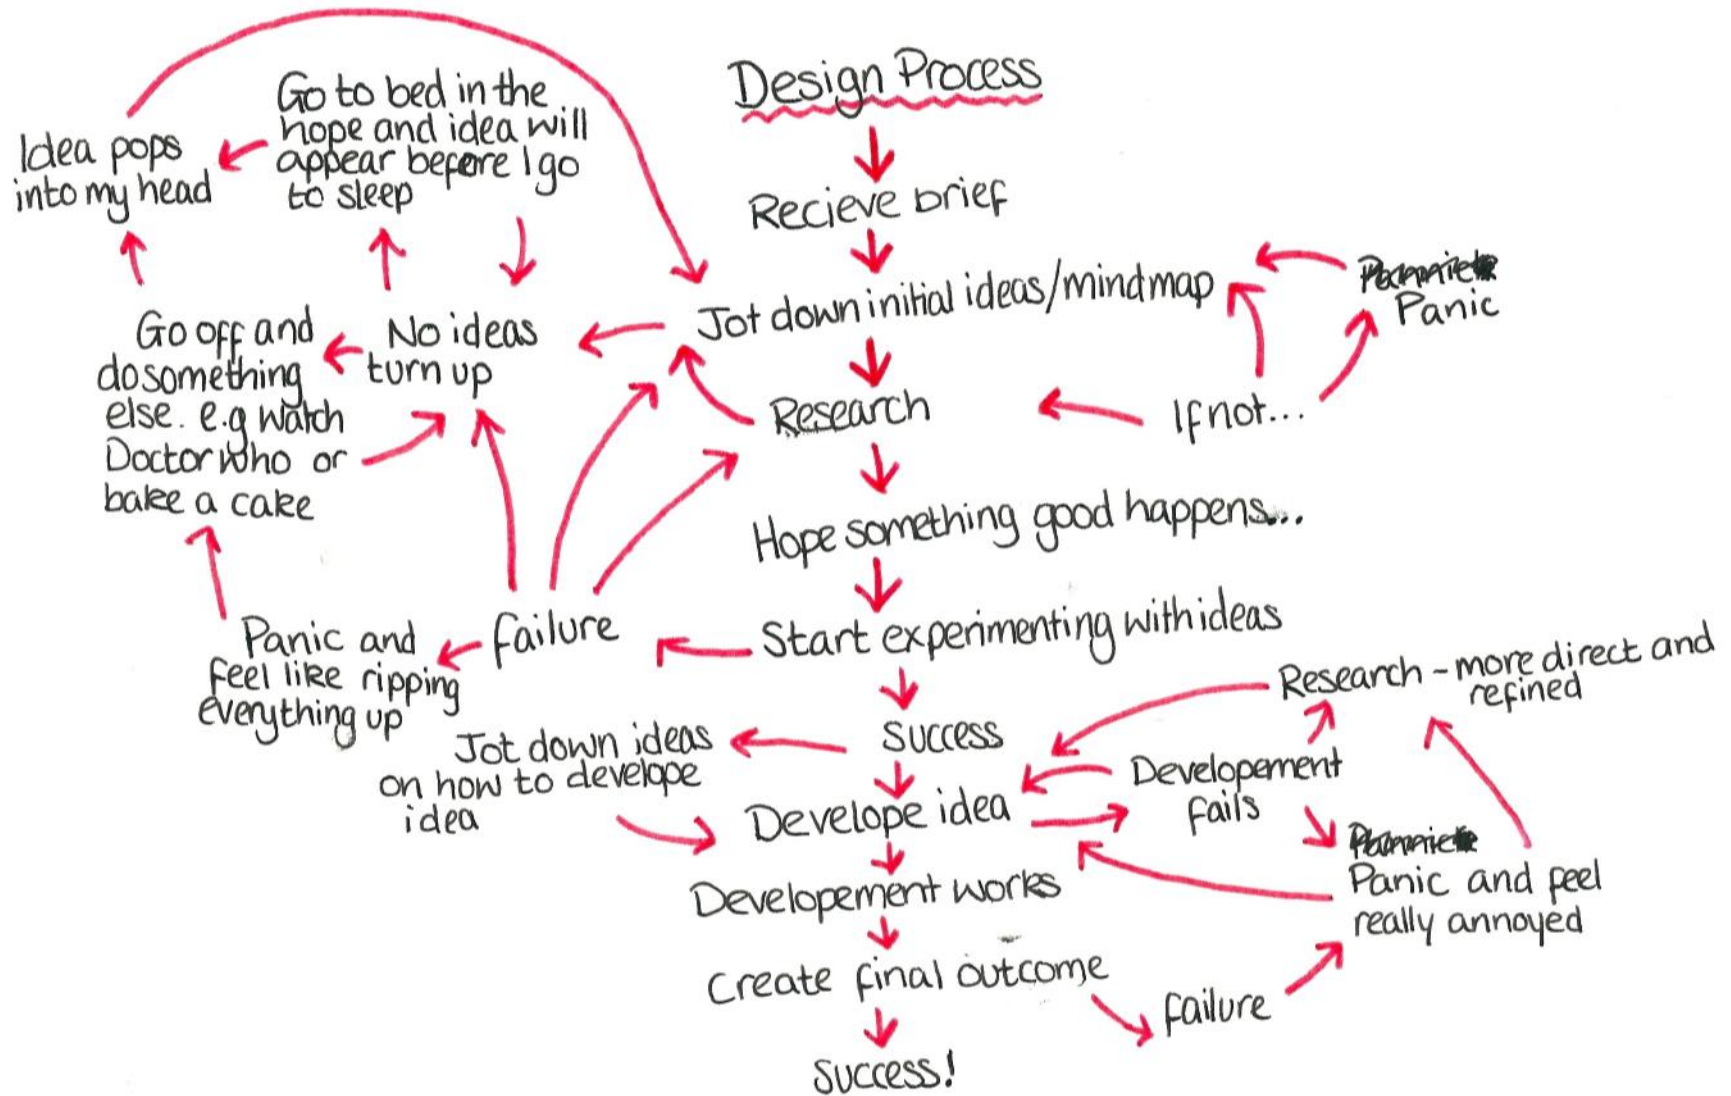 Design Process
Recieve brief
Jot down initial ideas/mindmap
Research
Hope something good happens...
Start experimenting with ideas
Success
Develope idea
Developement works
Create final outcome
Success!
Idea pops
into my head
Go to bed in the
hope and idea will
appear before I go
to sleep
No ideas
turn up
Go off and
do something
else. e.g watch
Doctor Who or
bake a cake
failure
Panic and
feel like ripping
everything up
Jot down ideas
on how to develope
idea
Panic
If not...
Research - more direct and
refined
Developement
fails
Panic and feel
really annoyed
failure